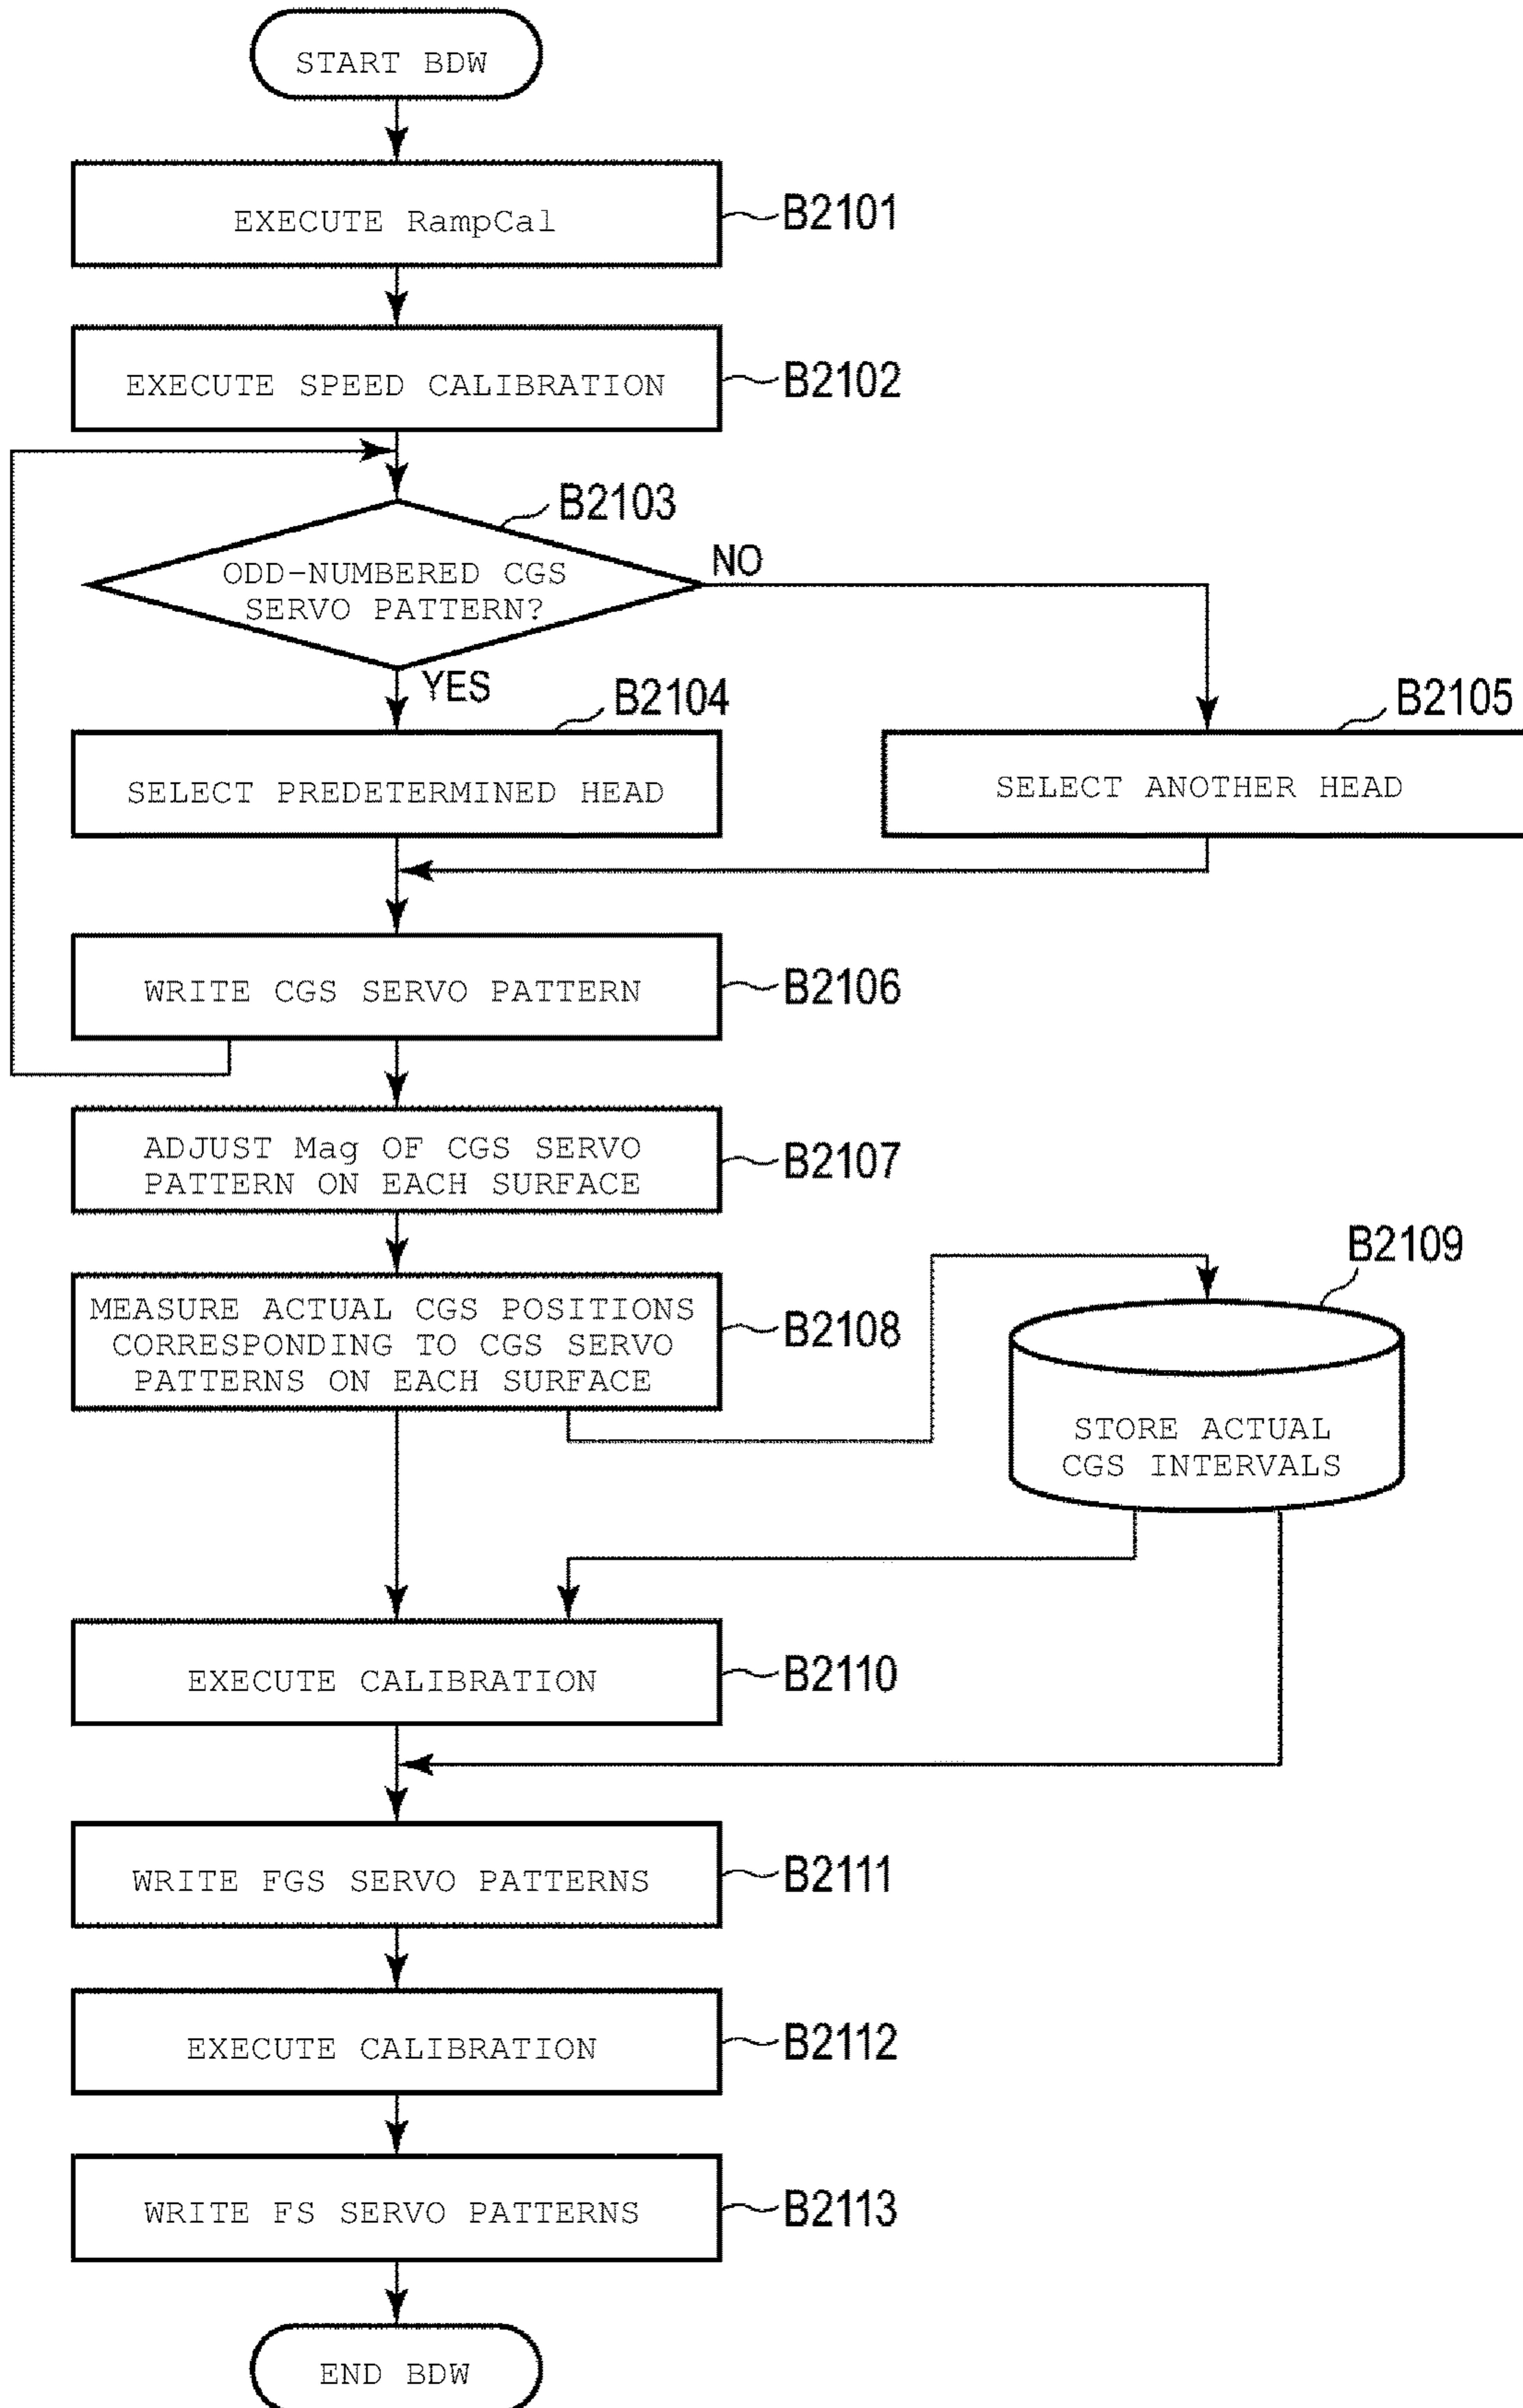 START BDW
EXECUTE RampCal
B2101
EXECUTE SPEED CALIBRATION
B2102
B2103
ODD-NUMBERED CGS
SERVO PATTERN?
NO
YES
B2104
SELECT PREDETERMINED HEAD
B2105
SELECT ANOTHER HEAD
WRITE CGS SERVO PATTERN
B2106
ADJUST Mag OF CGS SERVO
PATTERN ON EACH SURFACE
B2107
MEASURE ACTUAL CGS POSITIONS
CORRESPONDING TO CGS SERVO
PATTERNS ON EACH SURFACE
B2108
B2109
STORE ACTUAL
CGS INTERVALS
EXECUTE CALIBRATION
B2110
WRITE FGS SERVO PATTERNS
B2111
EXECUTE CALIBRATION
B2112
WRITE FS SERVO PATTERNS
B2113
END BDW